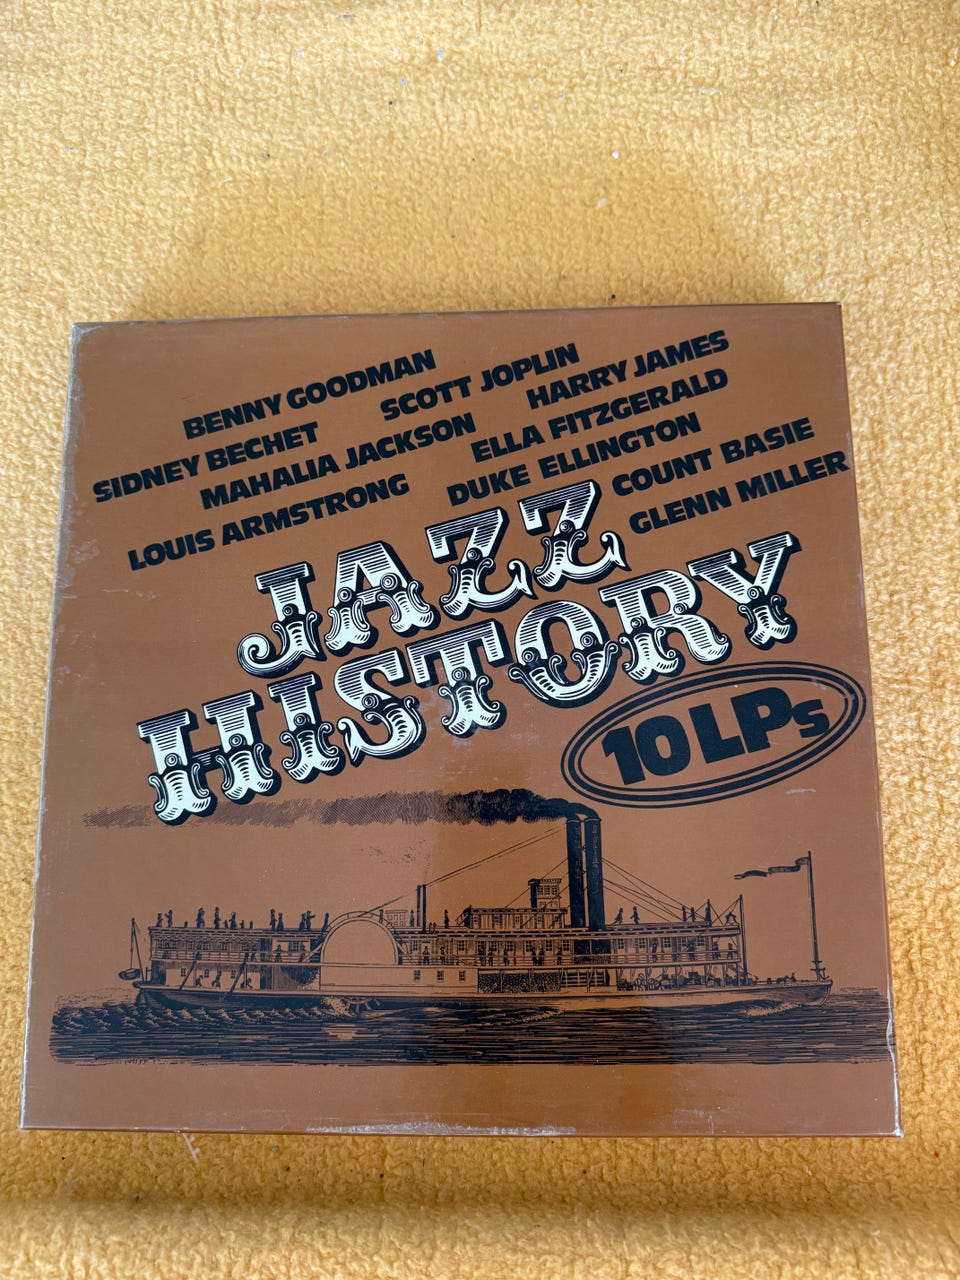 BENNY GOODMAN
SCOTT JOPLIN
HARRY JAMES
SIDNEY BECHET
MAHALIA JACKSON
ELLA FITZGERALD
LOUIS ARMSTRONG
DUKE ELLINGTON
COUNT BASIE
GLENN MILLER
JAZZ
HISTORY
10 LPs